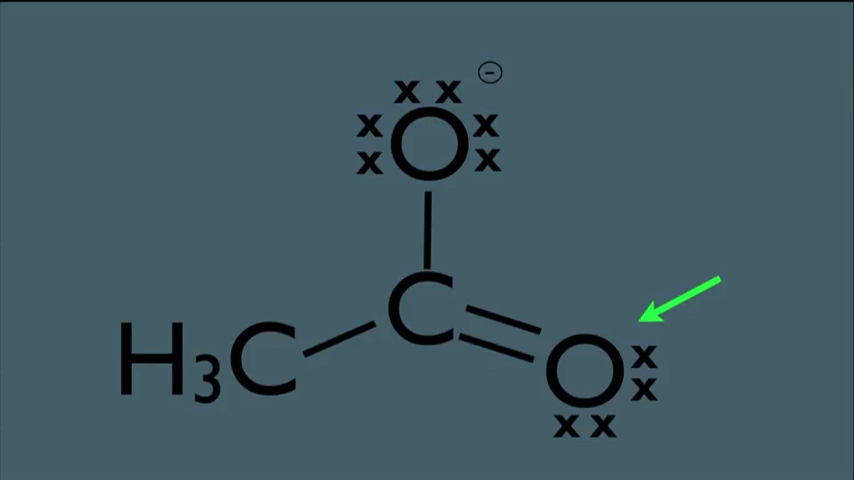 x x ⊖
x O x
x x
C
H₃C O x
x
x x